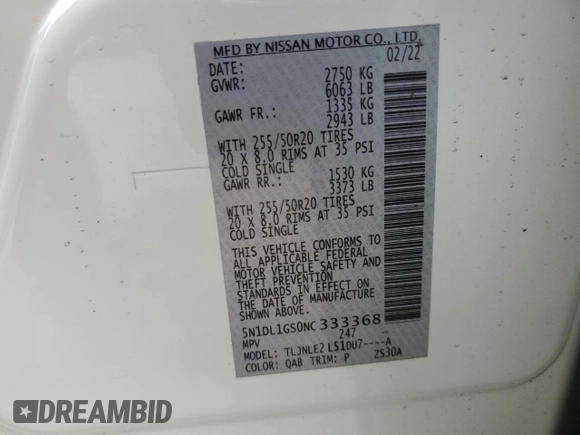 MFD BY NISSAN MOTOR CO., LTD.
DATE: 02/22
GVWR: 2750 KG
6063 LB
GAWR FR.: 1335 KG
2943 LB
WITH 255/50R20 TIRES
20 X 8.0 RIMS AT 35 PSI
COLD SINGLE
GAWR RR.: 1530 KG
3373 LB
WITH 255/50R20 TIRES
20 X 8.0 RIMS AT 35 PSI
COLD SINGLE
THIS VEHICLE CONFORMS TO
ALL APPLICABLE FEDERAL
MOTOR VEHICLE SAFETY AND
THEFT PREVENTION
STANDARDS IN EFFECT ON
THE DATE OF MANUFACTURE
SHOWN ABOVE.
5N1DL1GS0NC333368
MPV 247
MODEL: TLJNLE2 L51DU7----A
COLOR: QAB TRIM: P ZS30A
DREAMBID